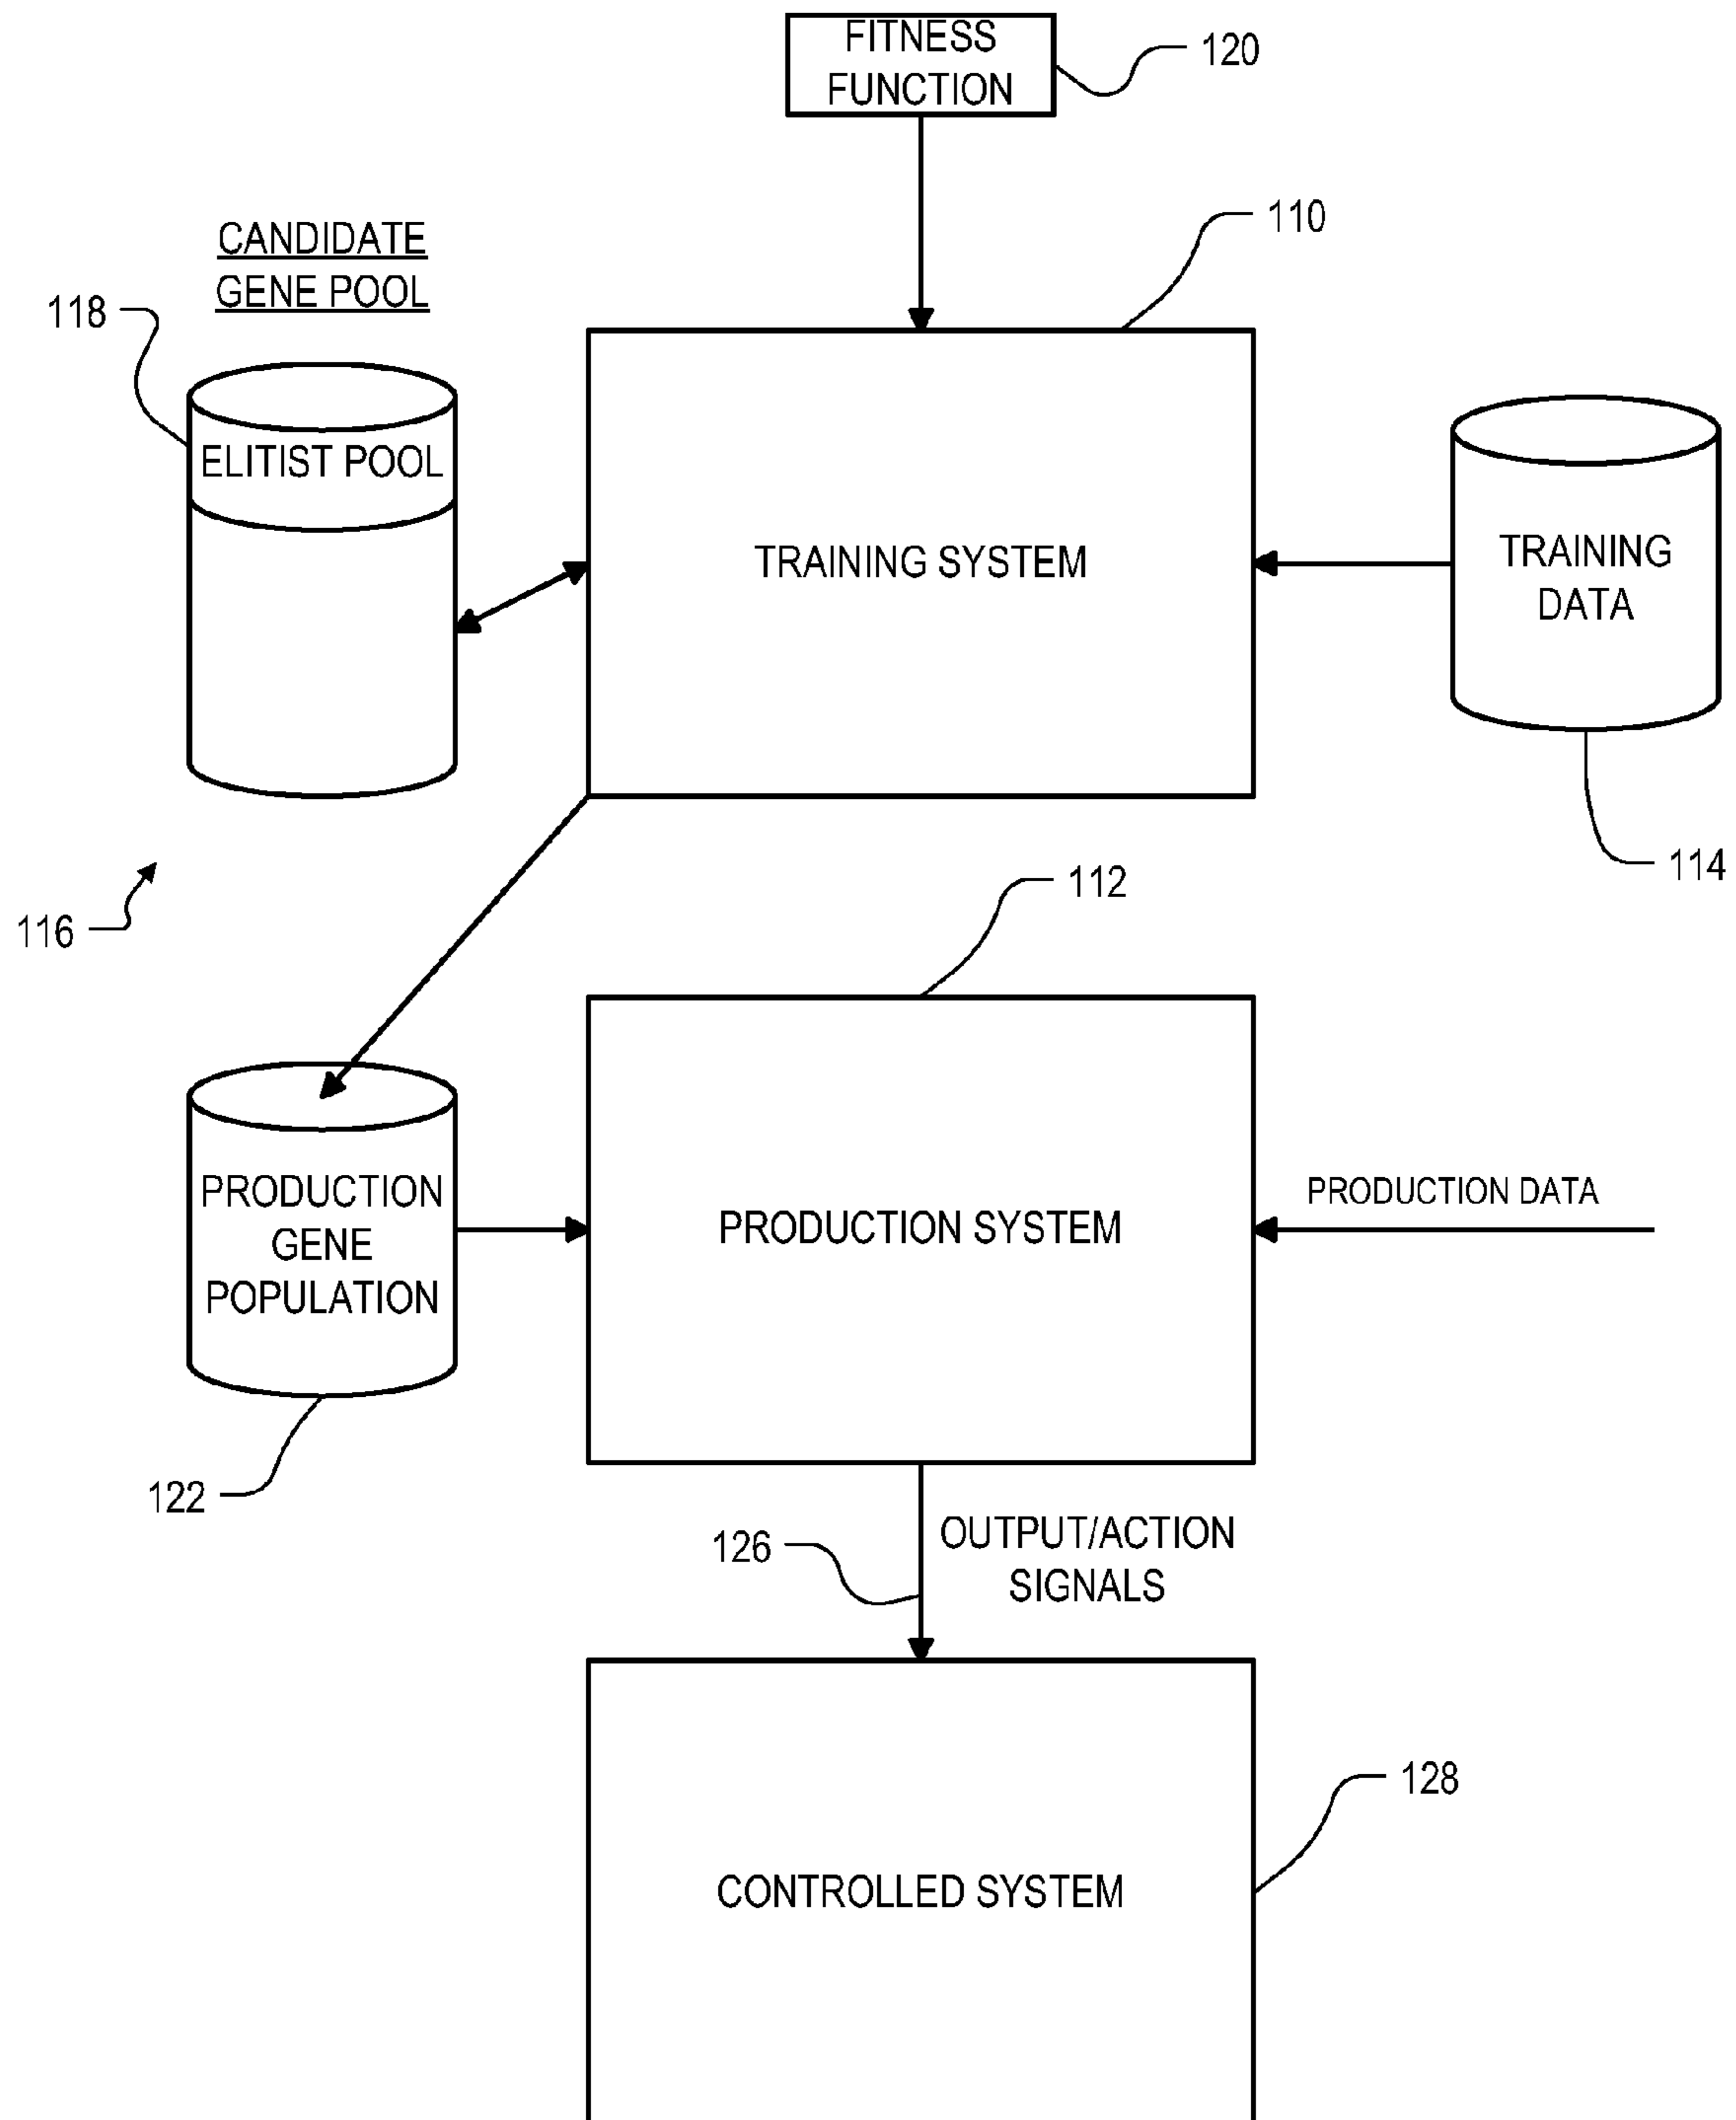 FITNESS
FUNCTION
120
110
CANDIDATE
GENE POOL
118
ELITIST POOL
TRAINING SYSTEM
TRAINING
DATA
114
116
112
PRODUCTION
GENE
POPULATION
PRODUCTION SYSTEM
PRODUCTION DATA
122
126
OUTPUT/ACTION
SIGNALS
128
CONTROLLED SYSTEM